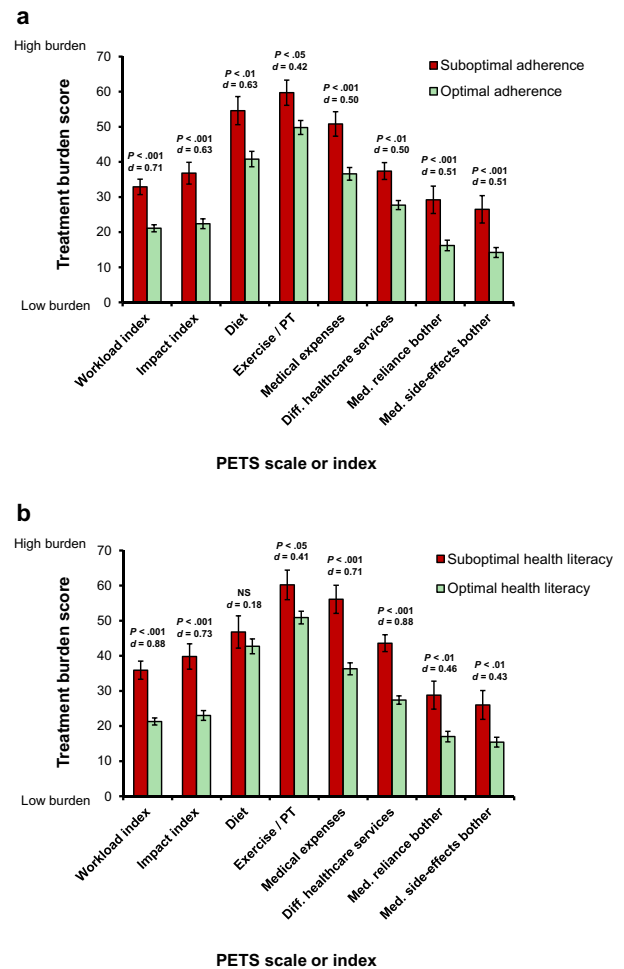 a
High burden
70
60
50
40
30
20
10
0
Low burden
Treatment burden score
Suboptimal adherence
Optimal adherence
P < .001
d = 0.71
P < .001
d = 0.63
P < .01
d = 0.63
P < .05
d = 0.42
P < .001
d = 0.50
P < .01
d = 0.50
P < .001
d = 0.51
P < .001
d = 0.51
Workload index
Impact index
Diet
Exercise / PT
Medical expenses
Diff. healthcare services
Med. reliance bother
Med. side-effects bother
PETS scale or index
b
High burden
70
60
50
40
30
20
10
0
Low burden
Treatment burden score
Suboptimal health literacy
Optimal health literacy
P < .001
d = 0.88
P < .001
d = 0.73
NS
d = 0.18
P < .05
d = 0.41
P < .001
d = 0.71
P < .001
d = 0.88
P < .01
d = 0.46
P < .01
d = 0.43
Workload index
Impact index
Diet
Exercise / PT
Medical expenses
Diff. healthcare services
Med. reliance bother
Med. side-effects bother
PETS scale or index